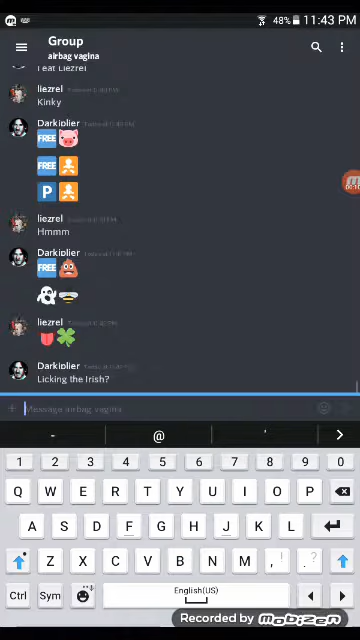 48% 11:43 PM
Group
airbag vagina
I eat Liezrel
liezrel
Kinky
Darkiplier
FREE
FREE
P
liezrel
Hmmm
Darkiplier
FREE
liezrel
Darkiplier
Licking the Irish?
Message airbag vagina
- @ '
1 2 3 4 5 6 7 8 9 0
Q W E R T Y U I O P
A S D F G H J K L
Z X C V B N M , ! . ?
Ctrl Sym English(US)
Recorded by mobizen